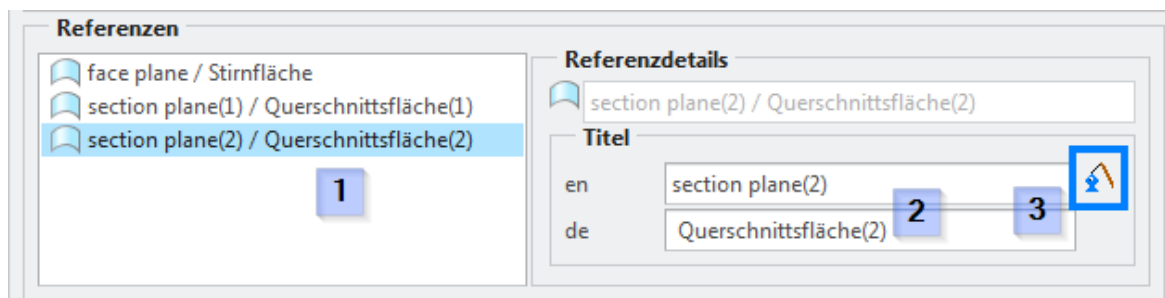 Referenzen
face plane / Stirnfläche
section plane(1) / Querschnittsfläche(1)
section plane(2) / Querschnittsfläche(2)
1
Referenzdetails
section plane(2) / Querschnittsfläche(2)
Titel
en section plane(2)
2
3
de Querschnittsfläche(2)